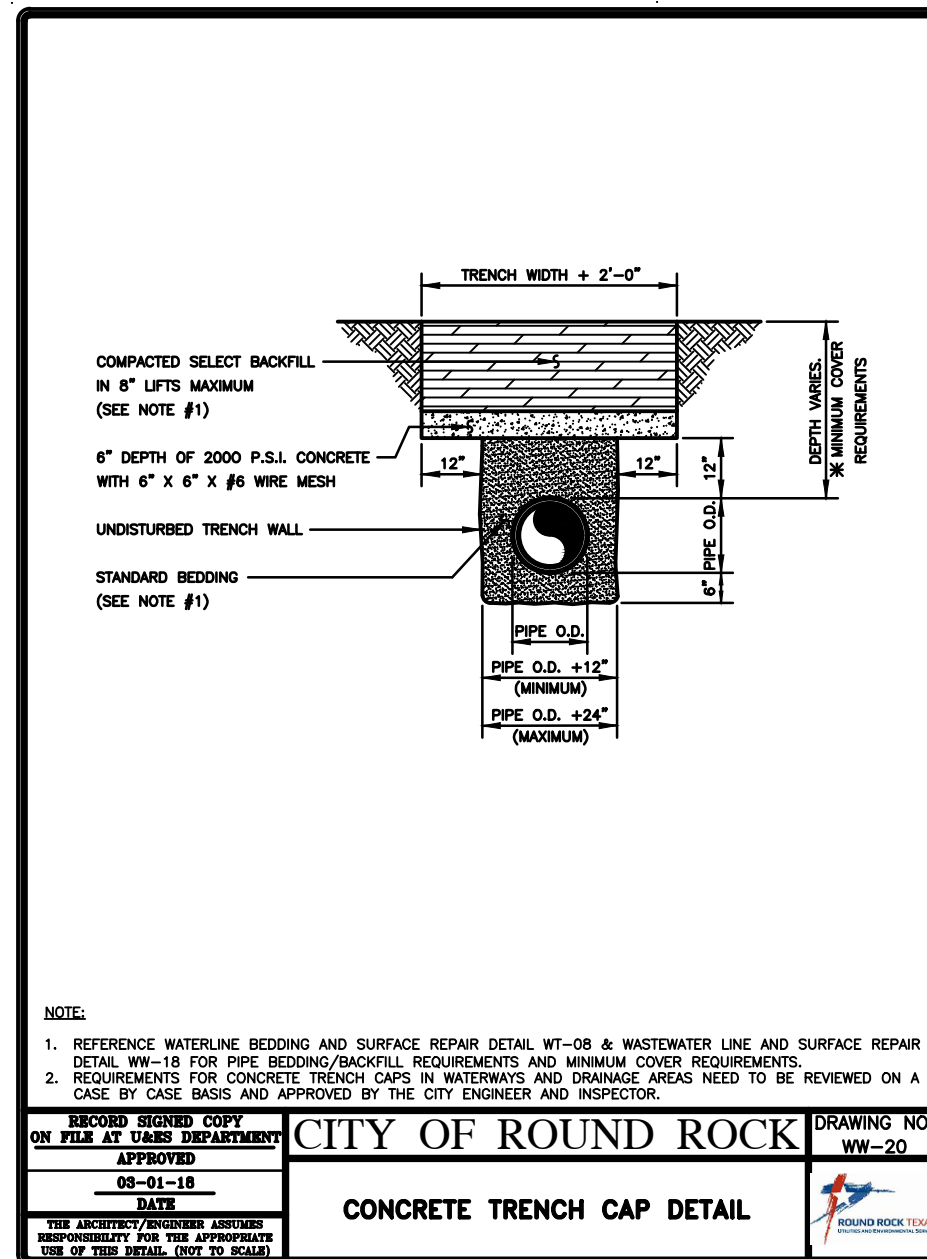 TRENCH WIDTH + 2'-0"
COMPACTED SELECT BACKFILL
IN 8" LIFTS MAXIMUM
(SEE NOTE #1)
6" DEPTH OF 2000 P.S.I. CONCRETE
WITH 6" X 6" X #6 WIRE MESH
UNDISTURBED TRENCH WALL
STANDARD BEDDING
(SEE NOTE #1)
12"
12"
DEPTH VARIES.
* MINIMUM COVER
REQUIREMENTS
12"
PIPE O.D.
6"
PIPE O.D.
PIPE O.D. +12"
(MINIMUM)
PIPE O.D. +24"
(MAXIMUM)
NOTE:
1. REFERENCE WATERLINE BEDDING AND SURFACE REPAIR DETAIL WT-08 & WASTEWATER LINE AND SURFACE REPAIR
DETAIL WW-18 FOR PIPE BEDDING/BACKFILL REQUIREMENTS AND MINIMUM COVER REQUIREMENTS.
2. REQUIREMENTS FOR CONCRETE TRENCH CAPS IN WATERWAYS AND DRAINAGE AREAS NEED TO BE REVIEWED ON A
CASE BY CASE BASIS AND APPROVED BY THE CITY ENGINEER AND INSPECTOR.
RECORD SIGNED COPY
ON FILE AT U&ES DEPARTMENT
APPROVED
03-01-18
DATE
THE ARCHITECT/ENGINEER ASSUMES
RESPONSIBILITY FOR THE APPROPRIATE
USE OF THIS DETAIL. (NOT TO SCALE)
CITY OF ROUND ROCK
CONCRETE TRENCH CAP DETAIL
DRAWING NO
WW-20
ROUND ROCK TEXA
UTILITIES AND ENVIRONMENTAL SERV